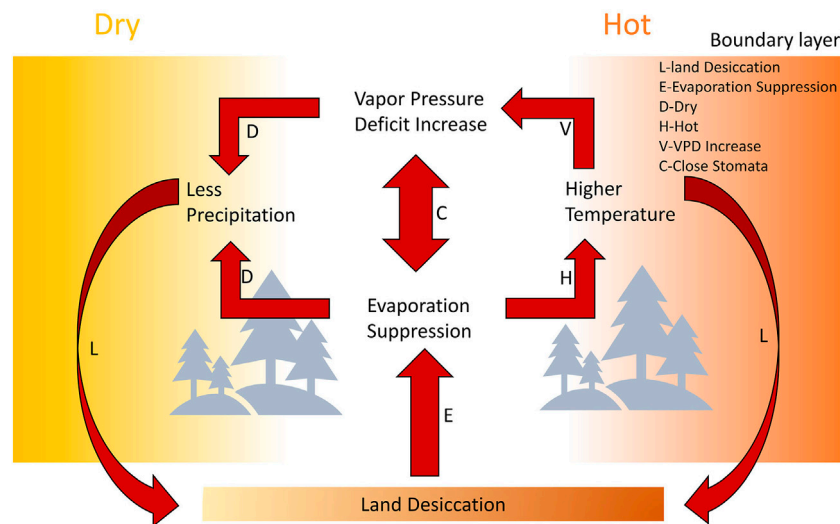 Dry
Hot
Boundary layer
L-land Desiccation
E-Evaporation Suppression
D-Dry
H-Hot
V-VPD Increase
C-Close Stomata
Vapor Pressure
Deficit Increase
D
V
Less
Precipitation
C
Higher
Temperature
D
H
Evaporation
Suppression
L
L
E
Land Desiccation